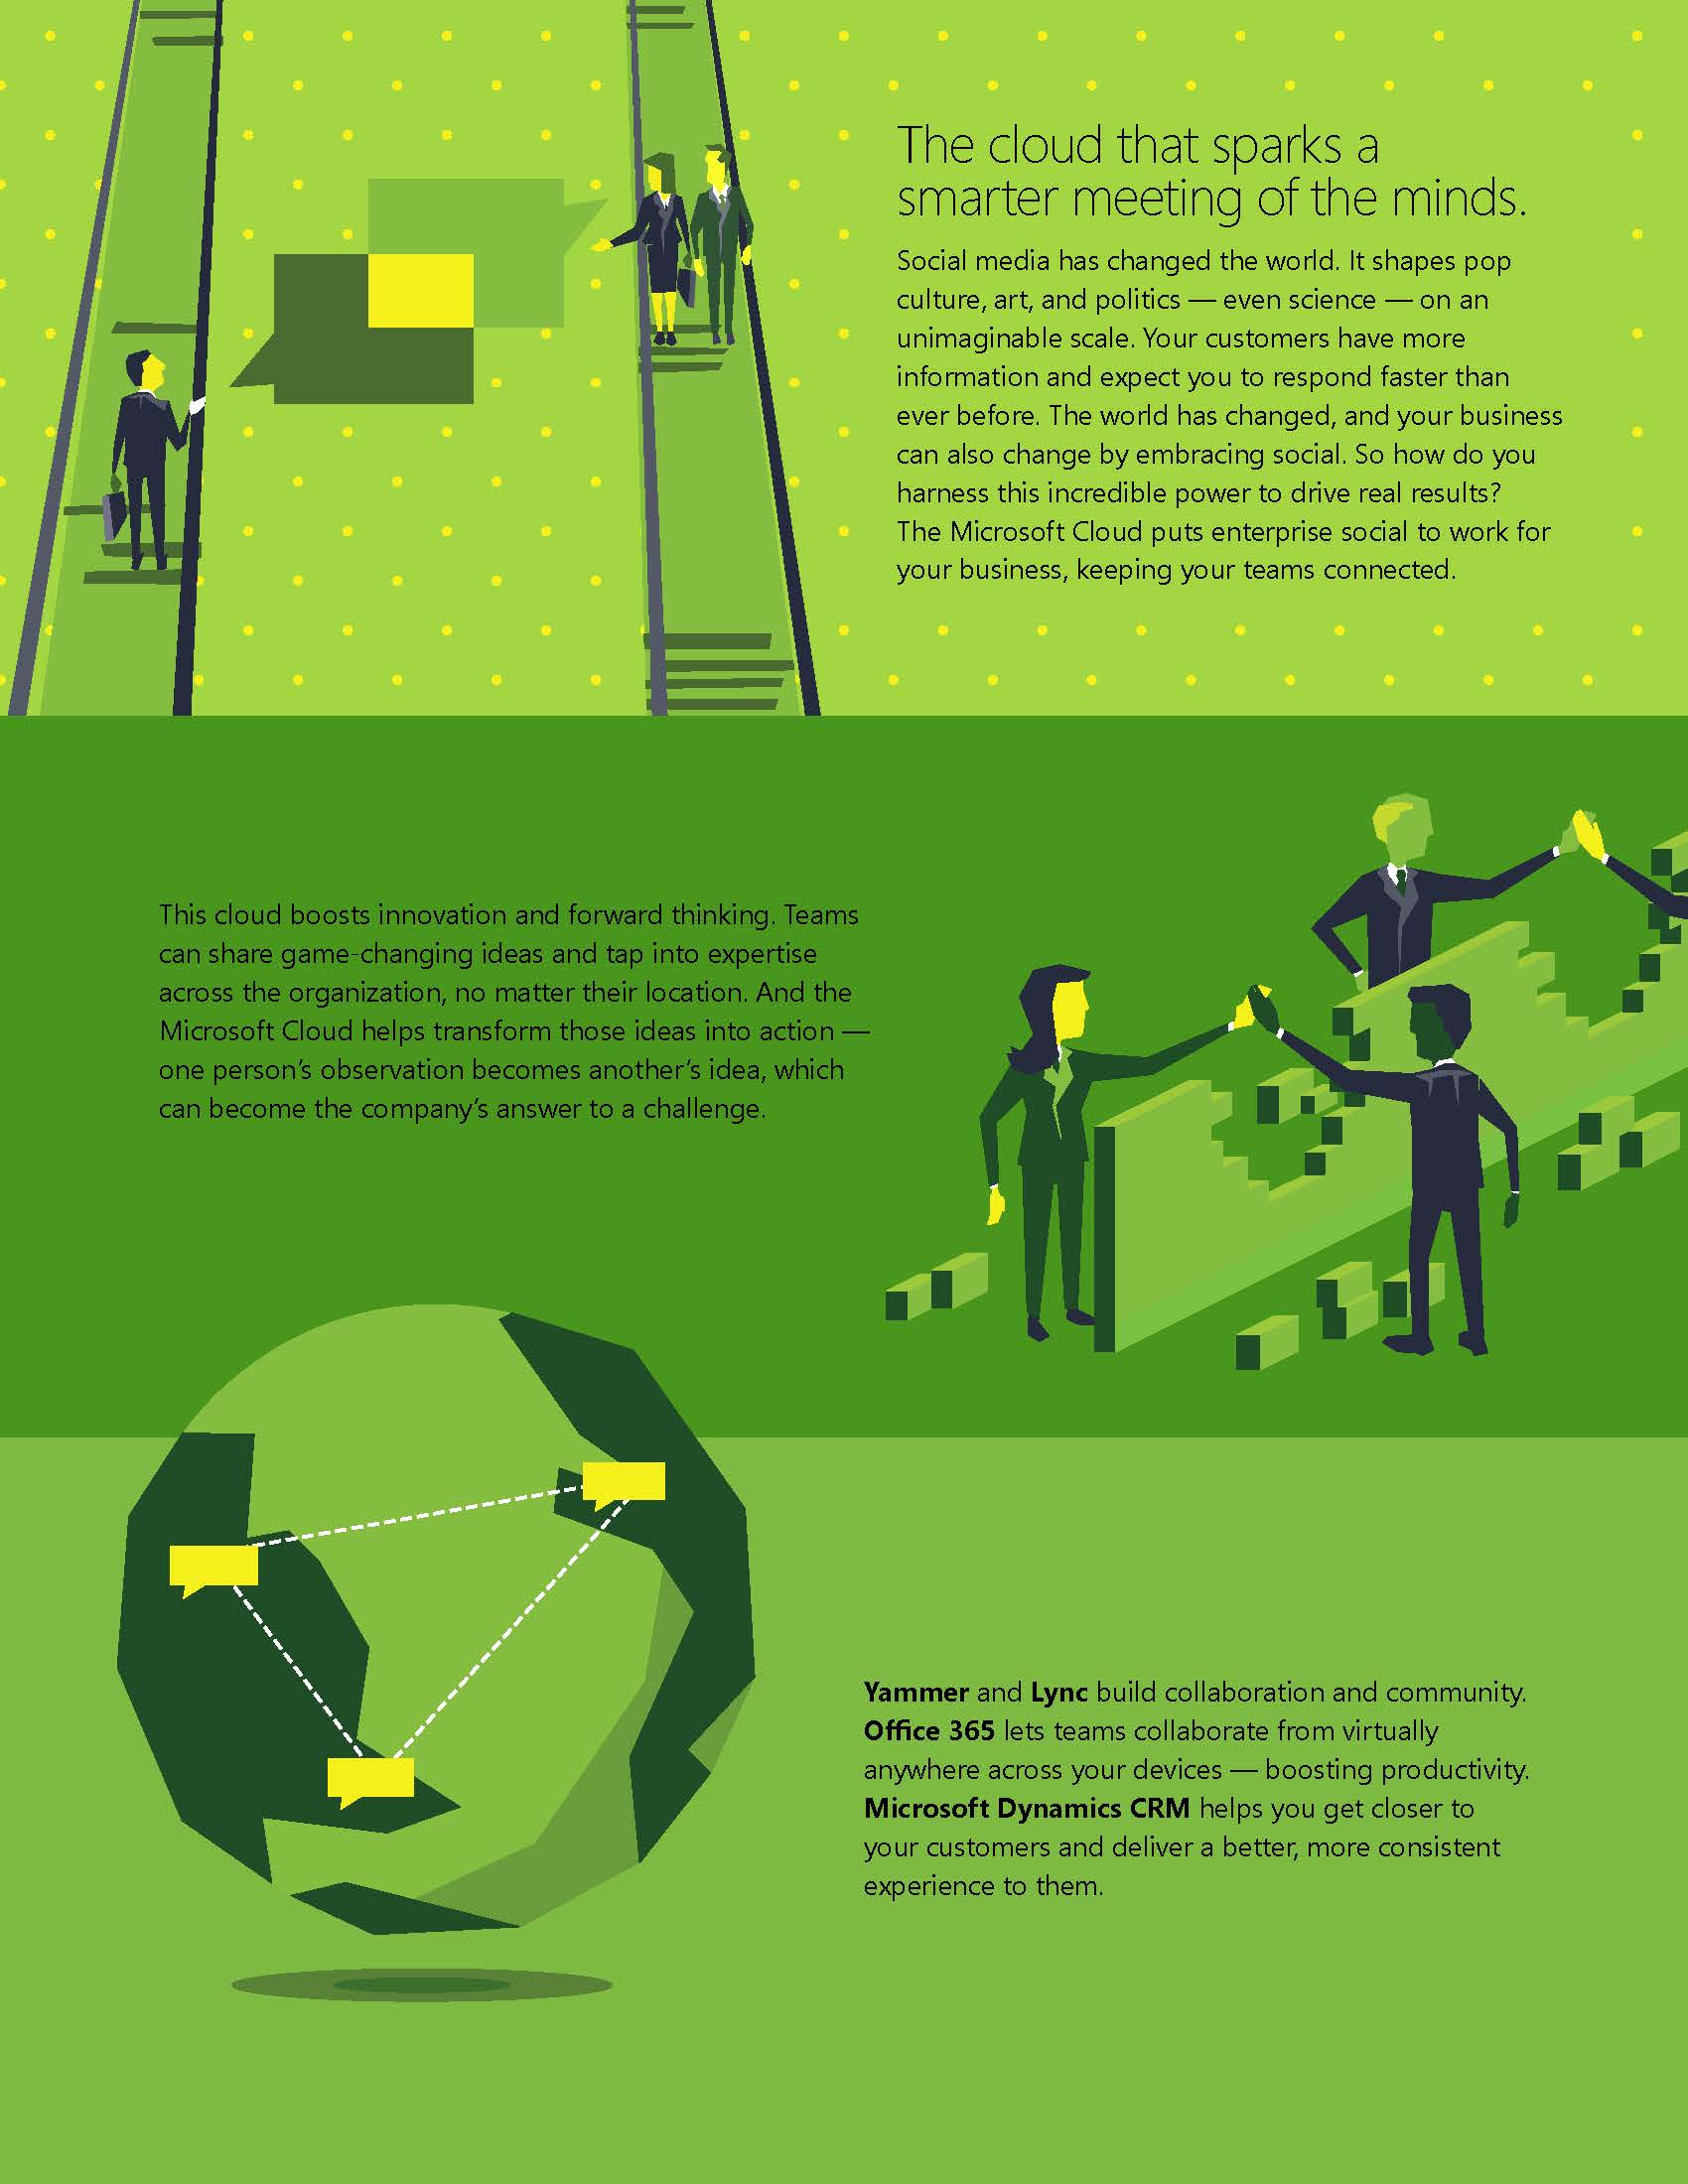 The cloud that sparks a
smarter meeting of the minds.
Social media has changed the world. It shapes pop
culture, art, and politics — even science — on an
unimaginable scale. Your customers have more
information and expect you to respond faster than
ever before. The world has changed, and your business
can also change by embracing social. So how do you
harness this incredible power to drive real results?
The Microsoft Cloud puts enterprise social to work for
your business, keeping your teams connected.
This cloud boosts innovation and forward thinking. Teams
can share game-changing ideas and tap into expertise
across the organization, no matter their location. And the
Microsoft Cloud helps transform those ideas into action —
one person’s observation becomes another’s idea, which
can become the company’s answer to a challenge.
Yammer and Lync build collaboration and community.
Office 365 lets teams collaborate from virtually
anywhere across your devices — boosting productivity.
Microsoft Dynamics CRM helps you get closer to
your customers and deliver a better, more consistent
experience to them.